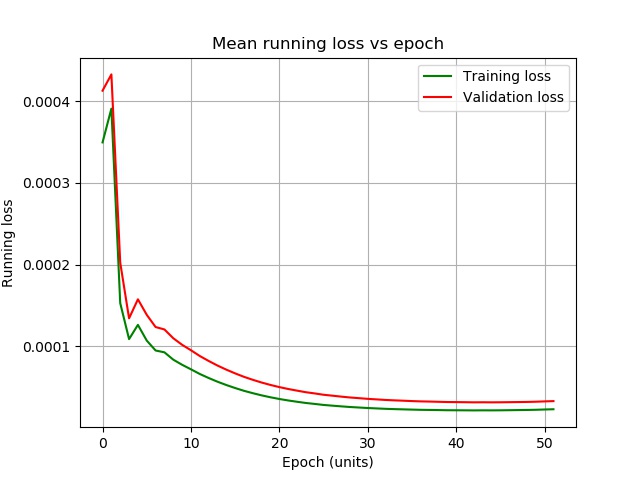 Mean running loss vs epoch
Training loss
Validation loss
0.0004
0.0003
0.0002
0.0001
Running loss
0 10 20 30 40 50
Epoch (units)